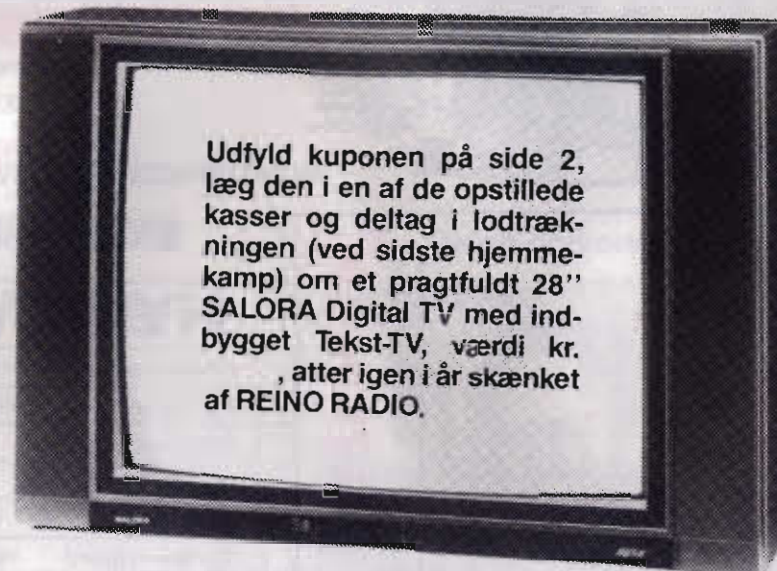 Udfyld kuponen på side 2,
læg den i en af de opstillede
kasser og deltag i lodtræk-
ningen (ved sidste hjemme-
kamp) om et pragtfuldt 28’’
SALORA Digital TV med ind-
bygget Tekst-TV, værdi kr.
, atter igen i år skænket
af REINO RADIO.